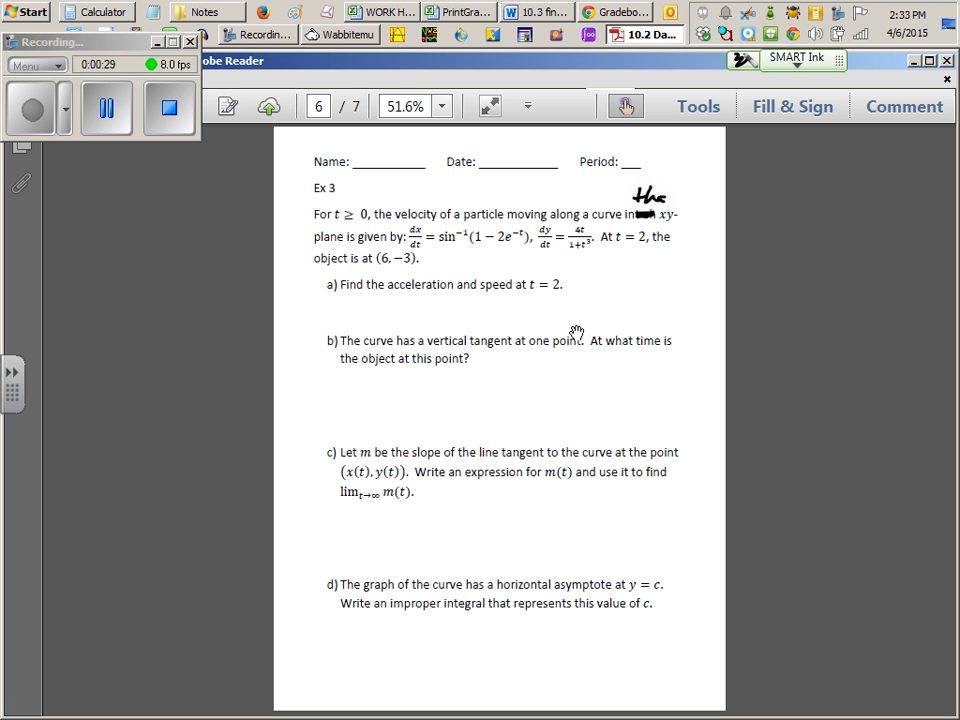 Start
Calculator
Notes
WORK H...
PrintGra...
10.3 fin...
Gradebo...
2:33 PM
Recordin...
Wabbitemu
10.2 Da...
4/6/2015
Recording...
Menu
0:00:29
8.0 fps
obe Reader
SMART Ink
6 / 7
51.6%
Tools
Fill & Sign
Comment
Name: ___________ Date: ____________ Period: ___
Ex 3
the
For t ≥ 0, the velocity of a particle moving along a curve in xy-
plane is given by: dx/dt = sin⁻¹(1 − 2e⁻ᵗ), dy/dt = 4t/(1+t³). At t = 2, the
object is at (6, −3).
a) Find the acceleration and speed at t = 2.
b) The curve has a vertical tangent at one point. At what time is
the object at this point?
c) Let m be the slope of the line tangent to the curve at the point
(x(t), y(t)). Write an expression for m(t) and use it to find
lim t→∞ m(t).
d) The graph of the curve has a horizontal asymptote at y = c.
Write an improper integral that represents this value of c.